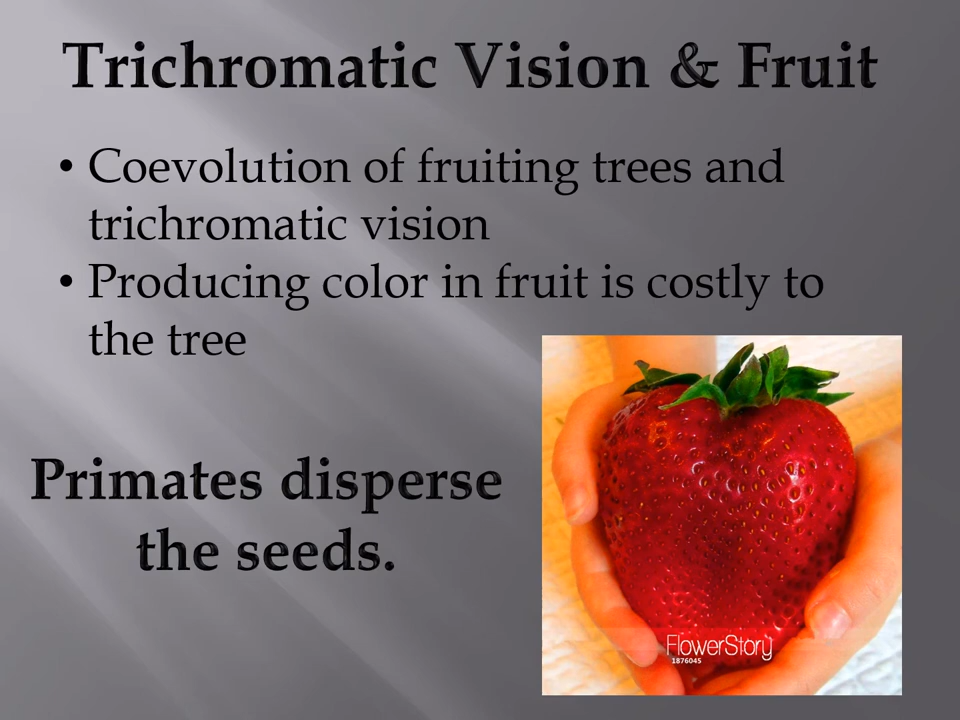 Trichromatic Vision & Fruit
• Coevolution of fruiting trees and
trichromatic vision
• Producing color in fruit is costly to
the tree
Primates disperse
the seeds.
FlowerStory
1876045